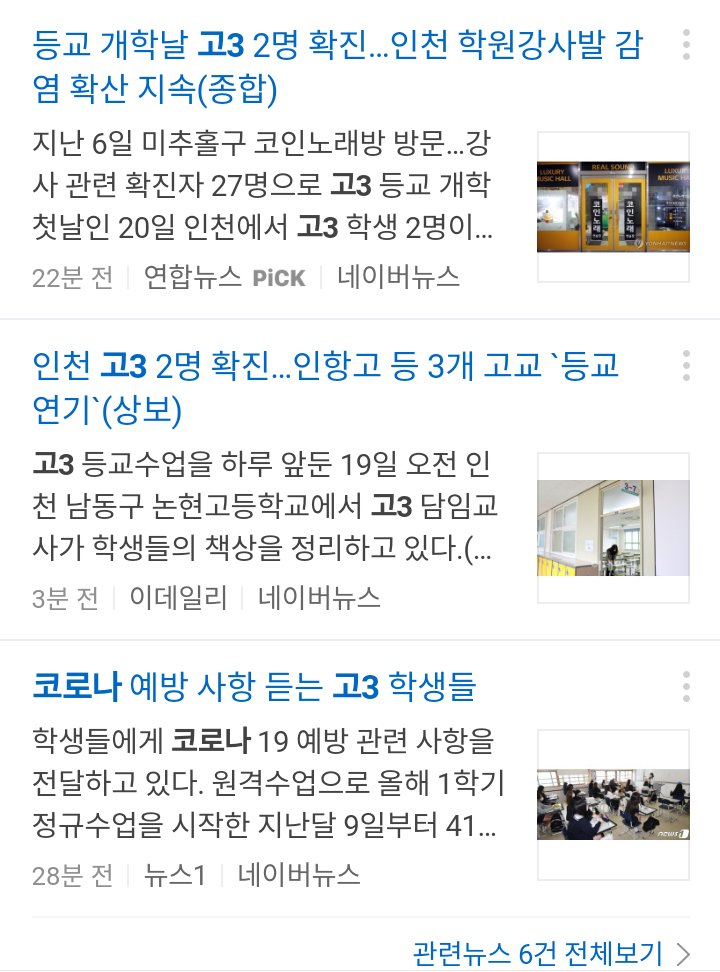 등교 개학날 고3 2명 확진...인천 학원강사발 감
염 확산 지속(종합)
지난 6일 미추홀구 코인노래방 방문...강
사 관련 확진자 27명으로 고3 등교 개학
첫날인 20일 인천에서 고3 학생 2명이...
LUXURY
MUSIC HALL
REAL SOUND
LUXURY
MUSIC HALL
코인노래
코인노래
YONHAPNEWS
22분 전 연합뉴스 PiCK 네이버뉴스
인천 고3 2명 확진...인항고 등 3개 고교 `등교
연기`(상보)
고3 등교수업을 하루 앞둔 19일 오전 인
천 남동구 논현고등학교에서 고3 담임교
사가 학생들의 책상을 정리하고 있다.(...
3-7
3분 전 이데일리 네이버뉴스
코로나 예방 사항 듣는 고3 학생들
학생들에게 코로나 19 예방 관련 사항을
전달하고 있다. 원격수업으로 올해 1학기
정규수업을 시작한 지난달 9일부터 41...
news1
28분 전 뉴스1 네이버뉴스
관련뉴스 6건 전체보기